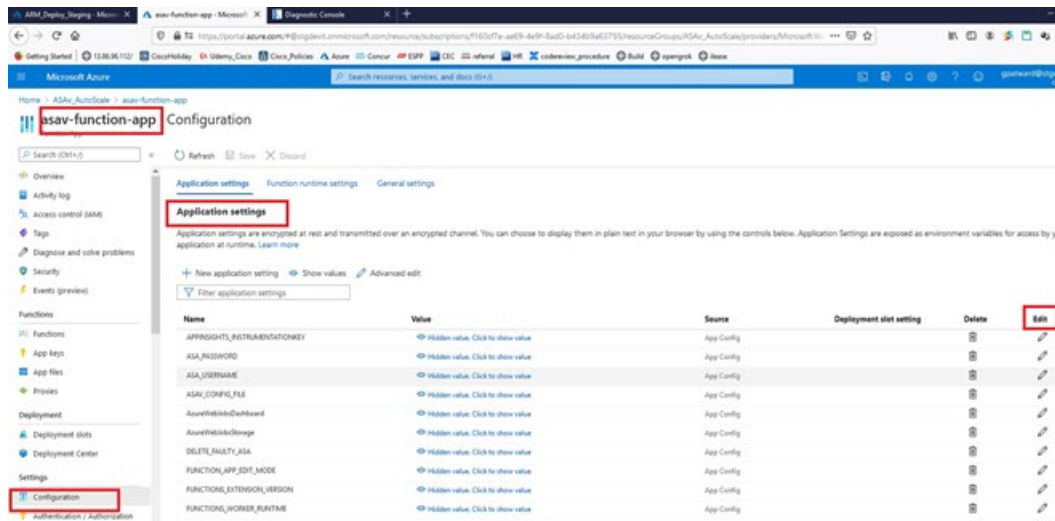 ARM_Deploy_Staging - Micros
asav-function-app - Microsoft
Diagnostic Console
Getting Started
CiscoHoliday
Udemy_Cisco
Cisco_Policies
Azure
Concur
ESPP
CEC
referral
HR
codereview_procedure
Build
opengrok
Microsoft Azure
Search resources, services, and docs (G+/)
Home > ASAv_AutoScale > asav-function-app
asav-function-app | Configuration
Search (Ctrl+/)
Refresh Save Discard
Overview
Activity log
Access control (IAM)
Tags
Diagnose and solve problems
Security
Events (preview)
Functions
Functions
App keys
App files
Proxies
Deployment
Deployment slots
Deployment Center
Settings
Configuration
Authentication / Authorization
Application settings Function runtime settings General settings
Application settings
Application settings are encrypted at rest and transmitted over an encrypted channel. You can choose to display them in plain text in your browser by using the controls below. Application Settings are exposed as environment variables for access by
application at runtime. Learn more
New application setting Show values Advanced edit
Filter application settings
Name Value Source Deployment slot setting Delete Edit
APPINSIGHTS_INSTRUMENTATIONKEY Hidden value. Click to show value App Config
ASA_PASSWORD Hidden value. Click to show value App Config
ASA_USERNAME Hidden value. Click to show value App Config
ASAV_CONFIG_FILE Hidden value. Click to show value App Config
AzureWebJobsDashboard Hidden value. Click to show value App Config
AzureWebJobsStorage Hidden value. Click to show value App Config
DELETE_FAULTY_ASA Hidden value. Click to show value App Config
FUNCTION_APP_EDIT_MODE Hidden value. Click to show value App Config
FUNCTIONS_EXTENSION_VERSION Hidden value. Click to show value App Config
FUNCTIONS_WORKER_RUNTIME Hidden value. Click to show value App Config